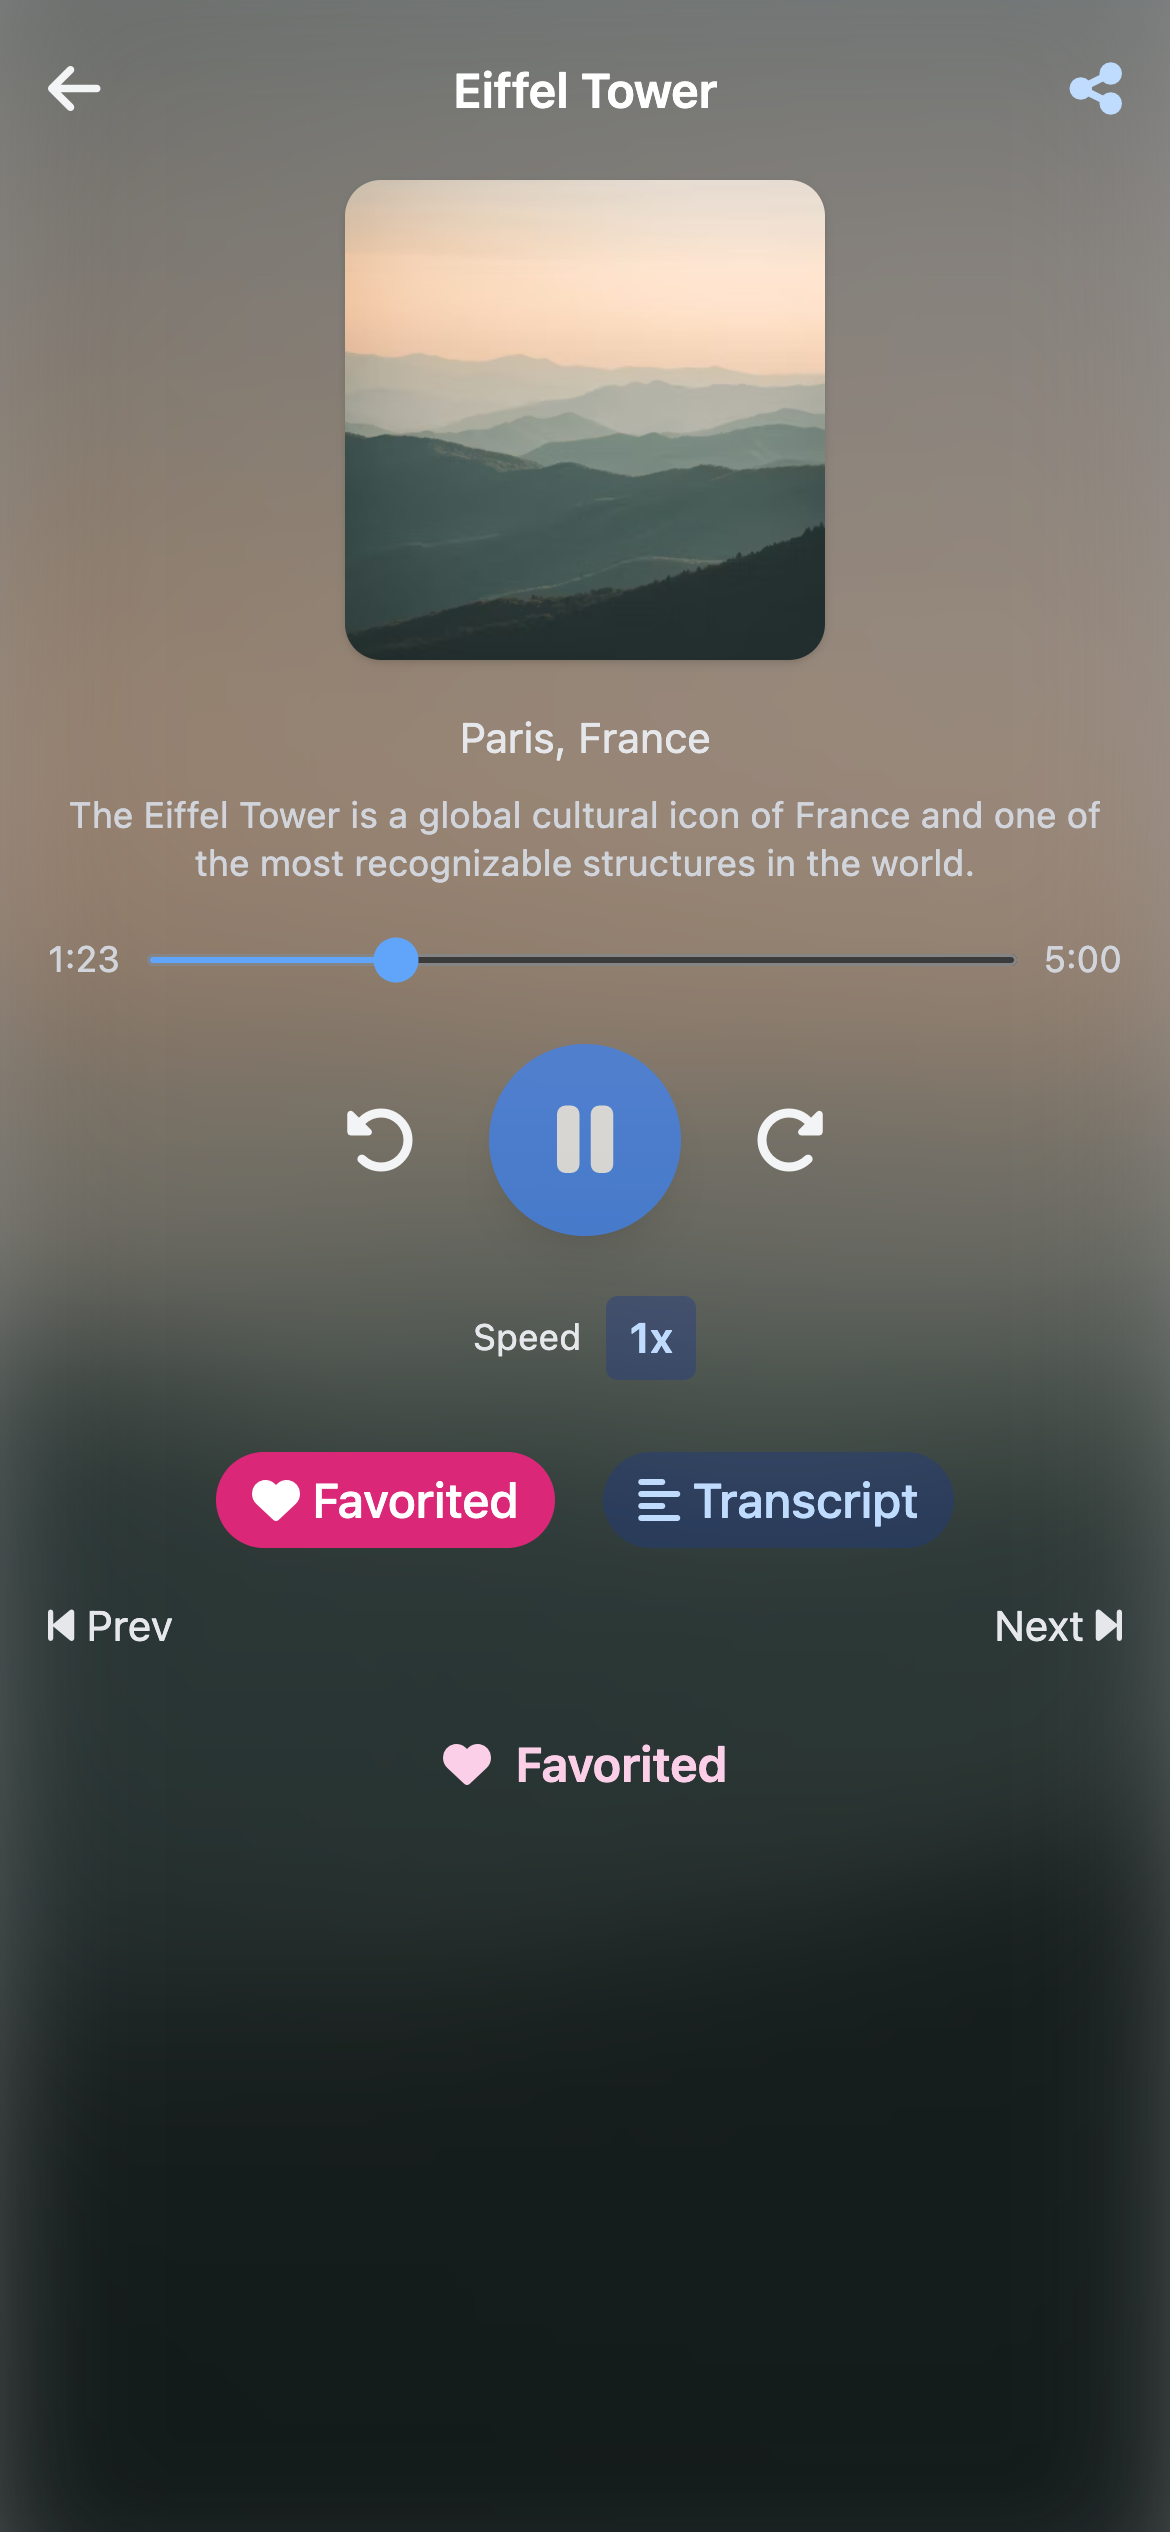 Eiffel Tower
Paris, France
The Eiffel Tower is a global cultural icon of France and one of
the most recognizable structures in the world.
1:23
5:00
Speed 1x
Favorited
Transcript
Prev
Next
Favorited